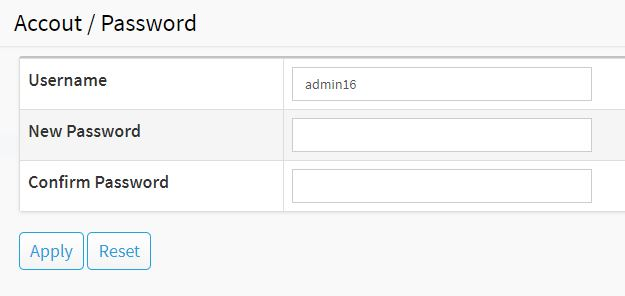 Accout / Password
Username
admin16
New Password
Confirm Password
Apply Reset